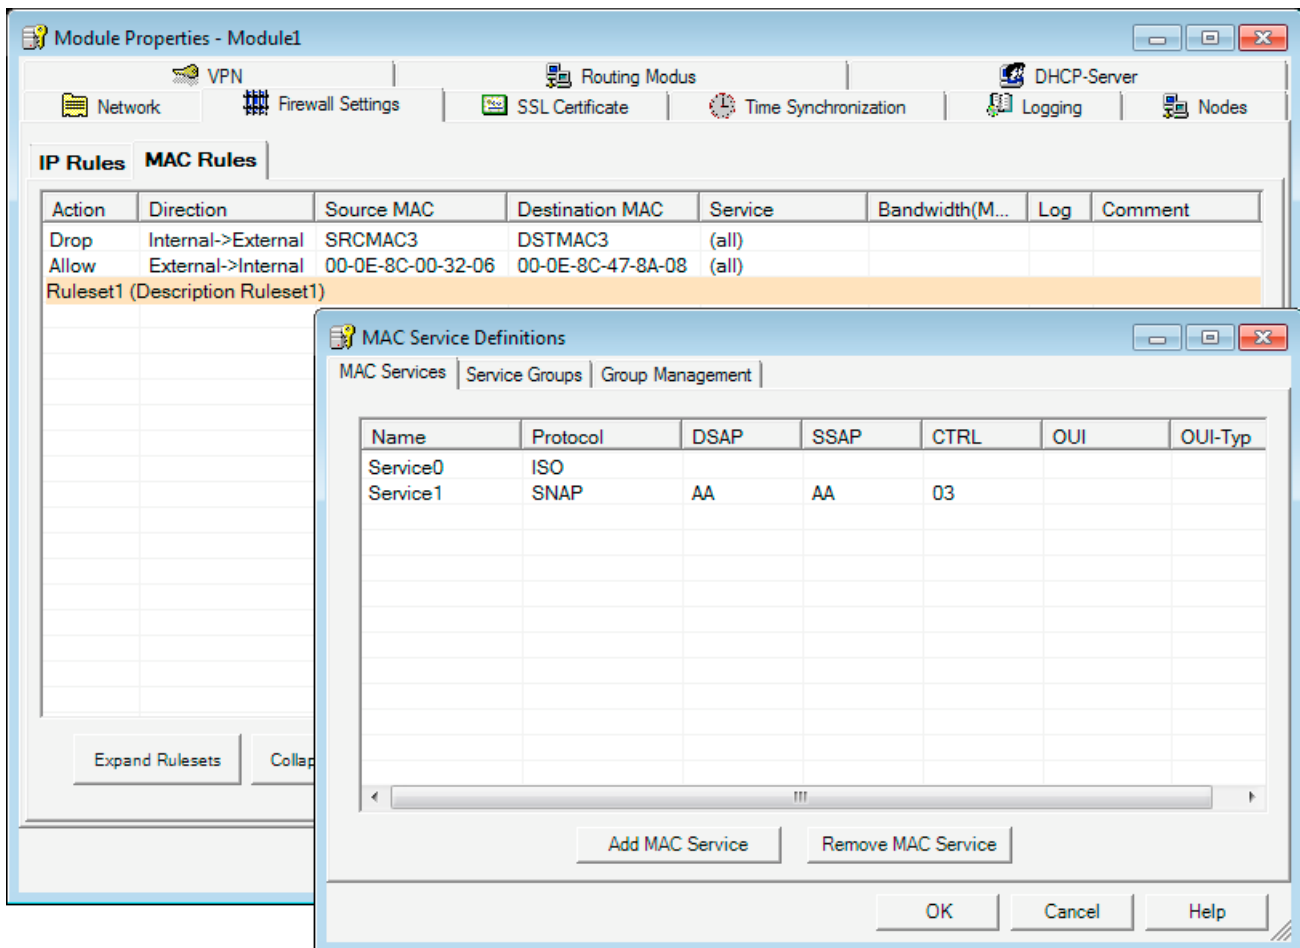 Module Properties - Module1
VPN Routing Modus DHCP-Server
Network Firewall Settings SSL Certificate Time Synchronization Logging Nodes
IP Rules MAC Rules
Action Direction Source MAC Destination MAC Service Bandwidth(M... Log Comment
Drop Internal->External SRCMAC3 DSTMAC3 (all)
Allow External->Internal 00-0E-8C-00-32-06 00-0E-8C-47-8A-08 (all)
Ruleset1 (Description Ruleset1)
MAC Service Definitions
MAC Services Service Groups Group Management
Name Protocol DSAP SSAP CTRL OUI OUI-Typ
Service0 ISO
Service1 SNAP AA AA 03
Expand Rulesets Collap
Add MAC Service Remove MAC Service
OK Cancel Help